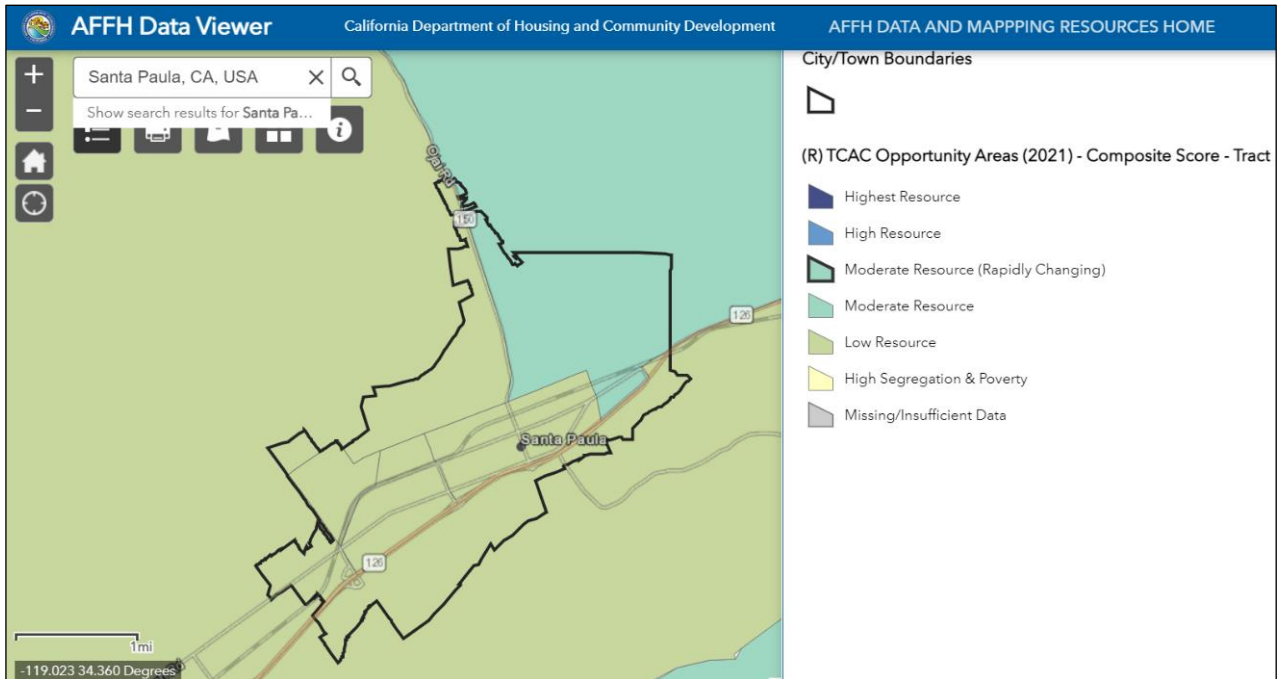 AFFH Data Viewer
California Department of Housing and Community Development
AFFH DATA AND MAPPPING RESOURCES HOME
+
−
Santa Paula, CA, USA
Show search results for Santa Pa...
Ojai Rd
150
126
Santa Paula
126
1mi
-119.023 34.360 Degrees
City/Town Boundaries
(R) TCAC Opportunity Areas (2021) - Composite Score - Tract
Highest Resource
High Resource
Moderate Resource (Rapidly Changing)
Moderate Resource
Low Resource
High Segregation & Poverty
Missing/Insufficient Data